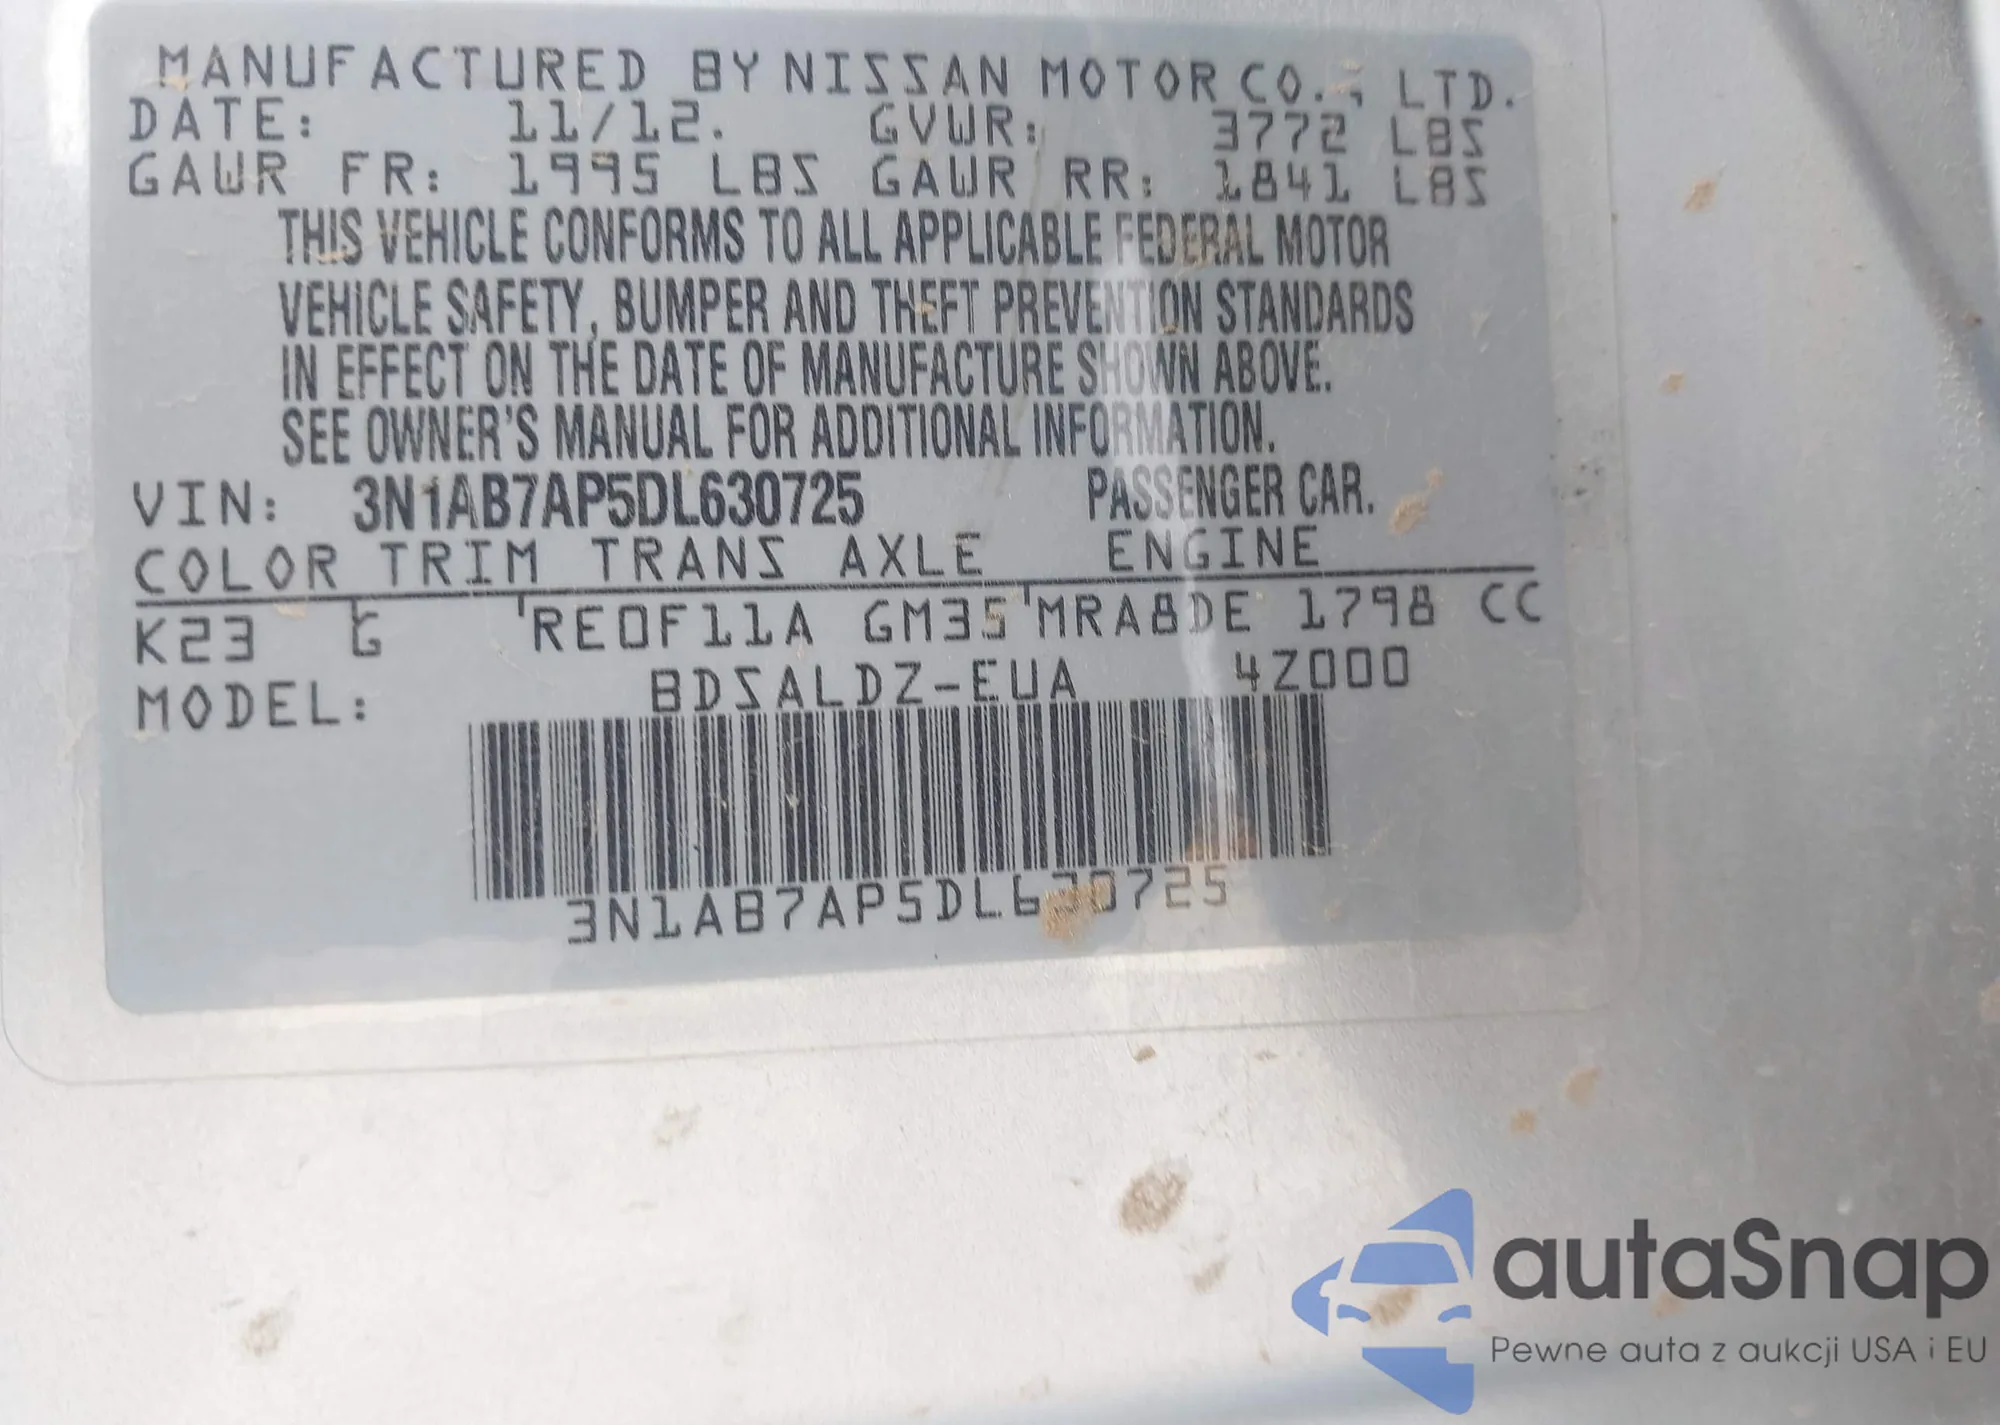 MANUFACTURED BY NISSAN MOTOR CO., LTD.
DATE: 11/12. GVWR: 3772 LBS
GAWR FR: 1995 LBS GAWR RR: 1841 LBS
THIS VEHICLE CONFORMS TO ALL APPLICABLE FEDERAL MOTOR
VEHICLE SAFETY, BUMPER AND THEFT PREVENTION STANDARDS
IN EFFECT ON THE DATE OF MANUFACTURE SHOWN ABOVE.
SEE OWNER'S MANUAL FOR ADDITIONAL INFORMATION.
VIN: 3N1AB7AP5DL630725 PASSENGER CAR.
COLOR TRIM TRANS AXLE ENGINE
K23 G RE0F11A GM35 MRA8DE 1798 CC
MODEL: BDSALDZ-EUA 4Z000
3N1AB7AP5DL630725
autaSnap
Pewne auta z aukcji USA i EU